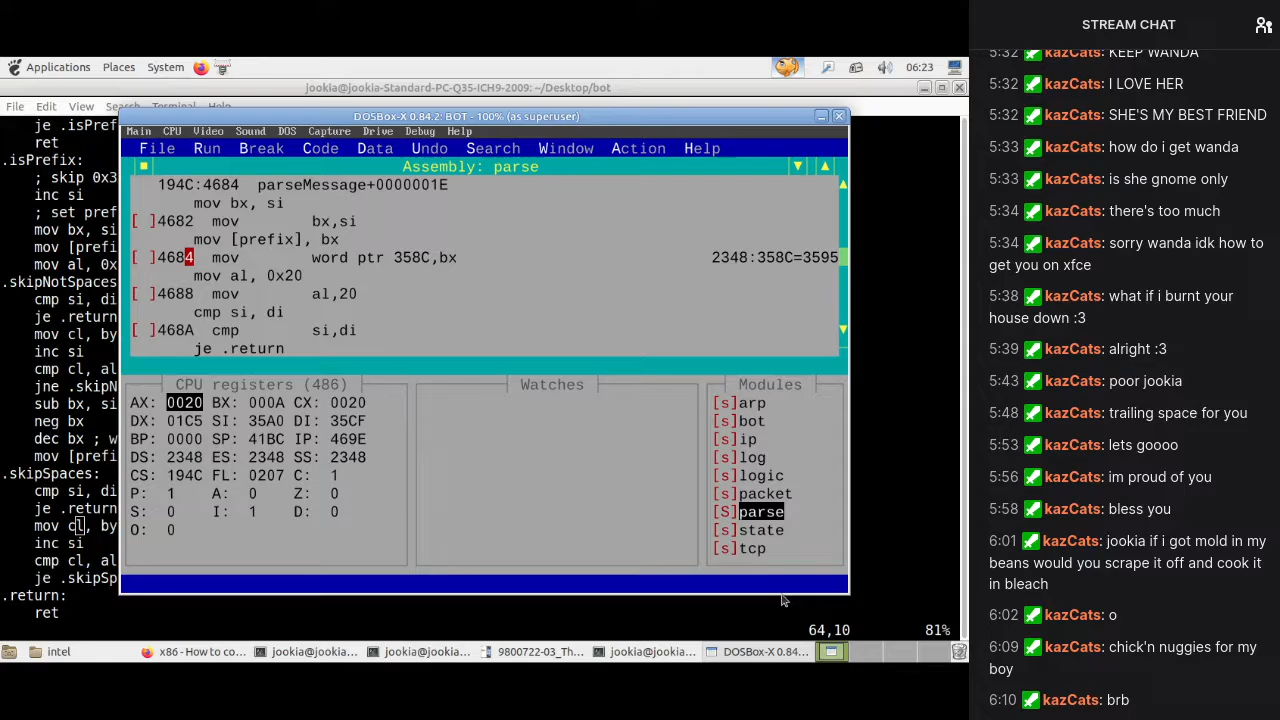 Applications Places System
06:23
jookia@jookia-Standard-PC-Q35-ICH9-2009: ~/Desktop/bot
File Edit View Search Terminal Help
je .isPref
ret
.isPrefix:
; skip 0x3
inc si
; set pref
mov bx, si
mov [prefix
mov al, 0x
.skipNotSpaces
cmp si, di
je .return
mov cl, by
inc si
cmp cl, al
jne .skipN
sub bx, si
neg bx
dec bx ; w
mov [prefi
.skipSpaces:
cmp si, di
je .return
mov cl, by
inc si
cmp cl, al
je .skipSp
.return:
ret
64,10
81%
DOSBox-X 0.84.2: BOT - 100% (as superuser)
Main CPU Video Sound DOS Capture Drive Debug Help
File Run Break Code Data Undo Search Window Action Help
Assembly: parse
194C:4684 parseMessage+0000001E
mov bx, si
[ ]4682 mov bx,si
mov [prefix], bx
[ ]4684 mov word ptr 358C,bx 2348:358C=3595
mov al, 0x20
[ ]4688 mov al,20
cmp si, di
[ ]468A cmp si,di
je .return
CPU registers (486)
AX: 0020 BX: 000A CX: 0020
DX: 01C5 SI: 35A0 DI: 35CF
BP: 0000 SP: 41BC IP: 469E
DS: 2348 ES: 2348 SS: 2348
CS: 194C FL: 0207 C: 1
P: 1 A: 0 Z: 0
S: 0 I: 1 D: 0
O: 0
Watches
Modules
[s]arp
[s]bot
[s]ip
[s]log
[s]logic
[s]packet
[S]parse
[s]state
[s]tcp
intel
x86 - How to co...
jookia@jookia...
jookia@jookia...
9800722-03_Th...
jookia@jookia...
DOSBox-X 0.84...
STREAM CHAT
5:32 kazCats: KEEP WANDA
5:32 kazCats: I LOVE HER
5:32 kazCats: SHE'S MY BEST FRIEND
5:33 kazCats: how do i get wanda
5:33 kazCats: is she gnome only
5:34 kazCats: there's too much
5:34 kazCats: sorry wanda idk how to
get you on xfce
5:38 kazCats: what if i burnt your
house down :3
5:39 kazCats: alright :3
5:43 kazCats: poor jookia
5:48 kazCats: trailing space for you
5:53 kazCats: lets goooo
5:56 kazCats: im proud of you
5:58 kazCats: bless you
6:01 kazCats: jookia if i got mold in my
beans would you scrape it off and cook it
in bleach
6:02 kazCats: o
6:09 kazCats: chick'n nuggies for my
boy
6:10 kazCats: brb